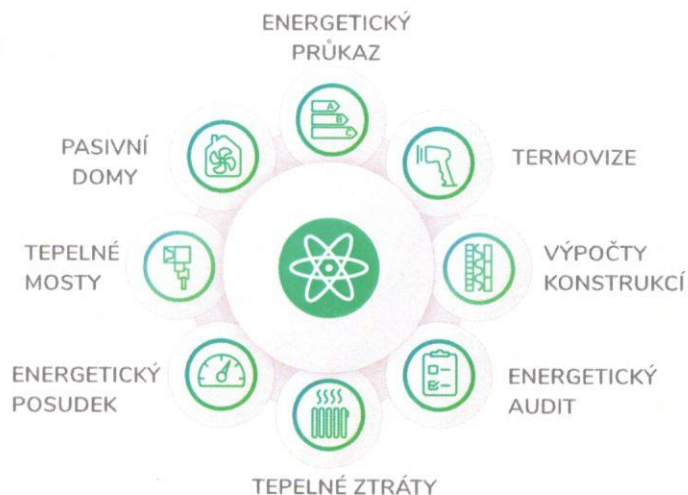 ENERGETICKÝ
PRŮKAZ
A
B
C
TERMOVIZE
VÝPOČTY
KONSTRUKCÍ
ENERGETICKÝ
AUDIT
TEPELNÉ ZTRÁTY
ENERGETICKÝ
POSUDEK
TEPELNÉ
MOSTY
PASIVNÍ
DOMY